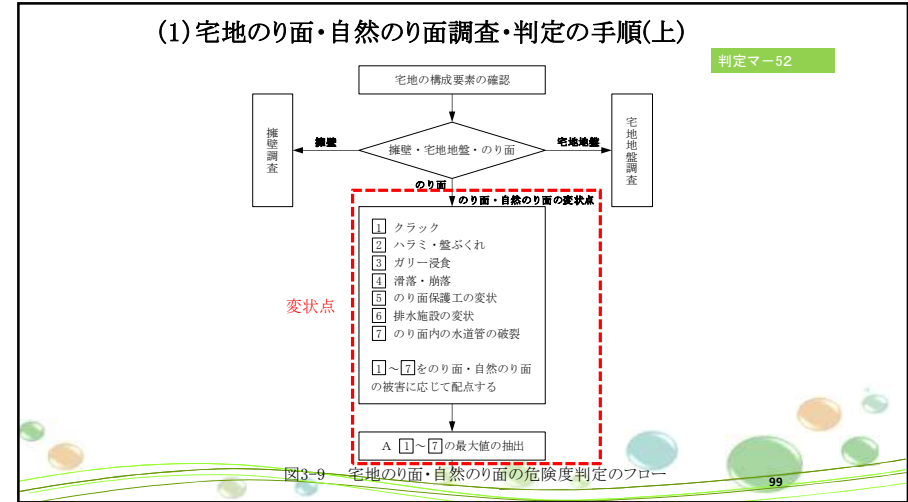 (1)宅地のり面・自然のり面調査・判定の手順(上)
判定マー52
宅地の構成要素の確認
擁壁調査
擁壁
擁壁・宅地地盤・のり面
宅地地盤
宅地地盤調査
のり面
のり面・自然のり面の変状点
変状点
1 クラック
2 ハラミ・盤ぶくれ
3 ガリー浸食
4 滑落・崩落
5 のり面保護工の変状
6 排水施設の変状
7 のり面内の水道管の破裂
1~7をのり面・自然のり面
の被害に応じて配点する
A 1~7の最大値の抽出
図3-9 宅地のり面・自然のり面の危険度判定のフロー
99